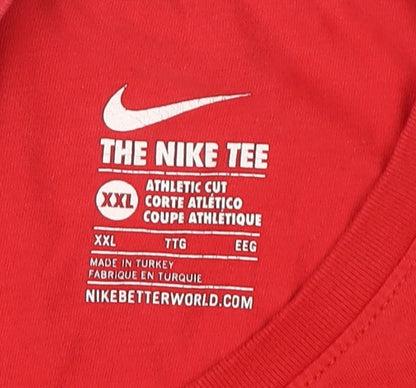 THE NIKE TEE
XXL
ATHLETIC CUT
CORTE ATLÉTICO
COUPE ATHLÉTIQUE
XXL TTG EEG
MADE IN TURKEY
FABRIQUE EN TURQUIE
NIKEBETTERWORLD.COM